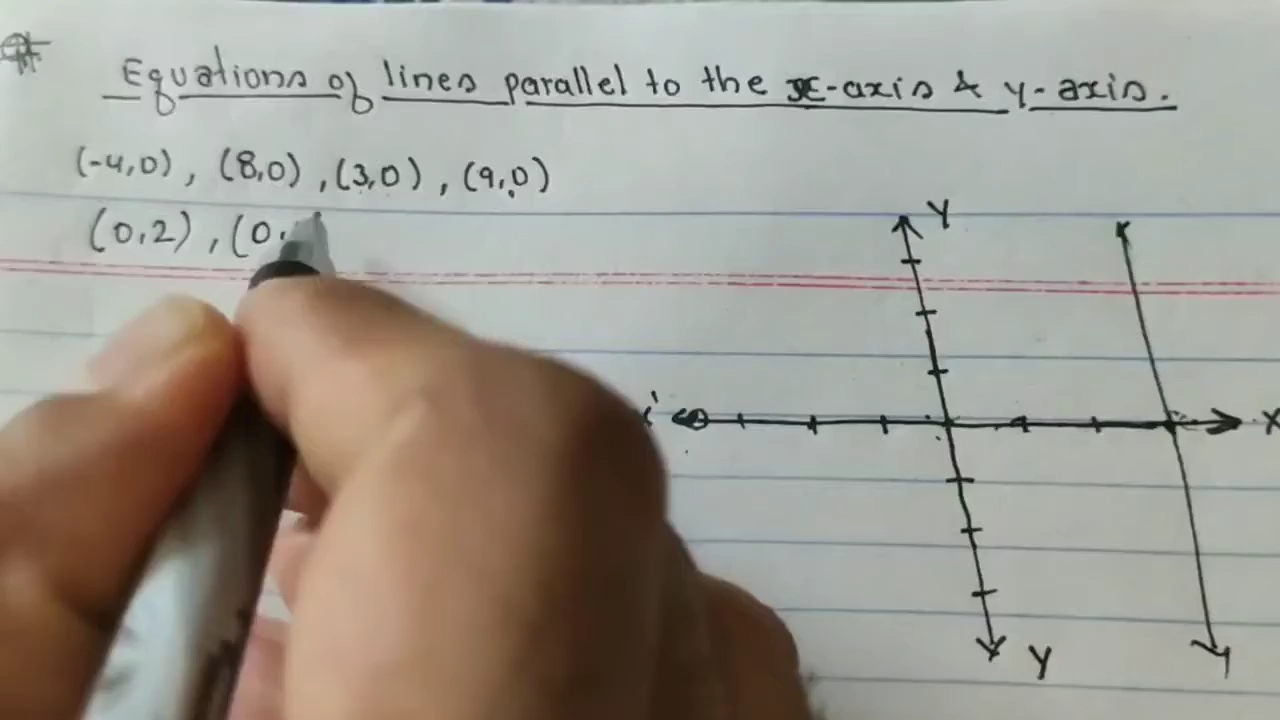 Equations of lines parallel to the x-axis & y-axis.
(-4,0), (8,0), (3,0), (9,0)
(0,2), (0,
Y
X' X
Y